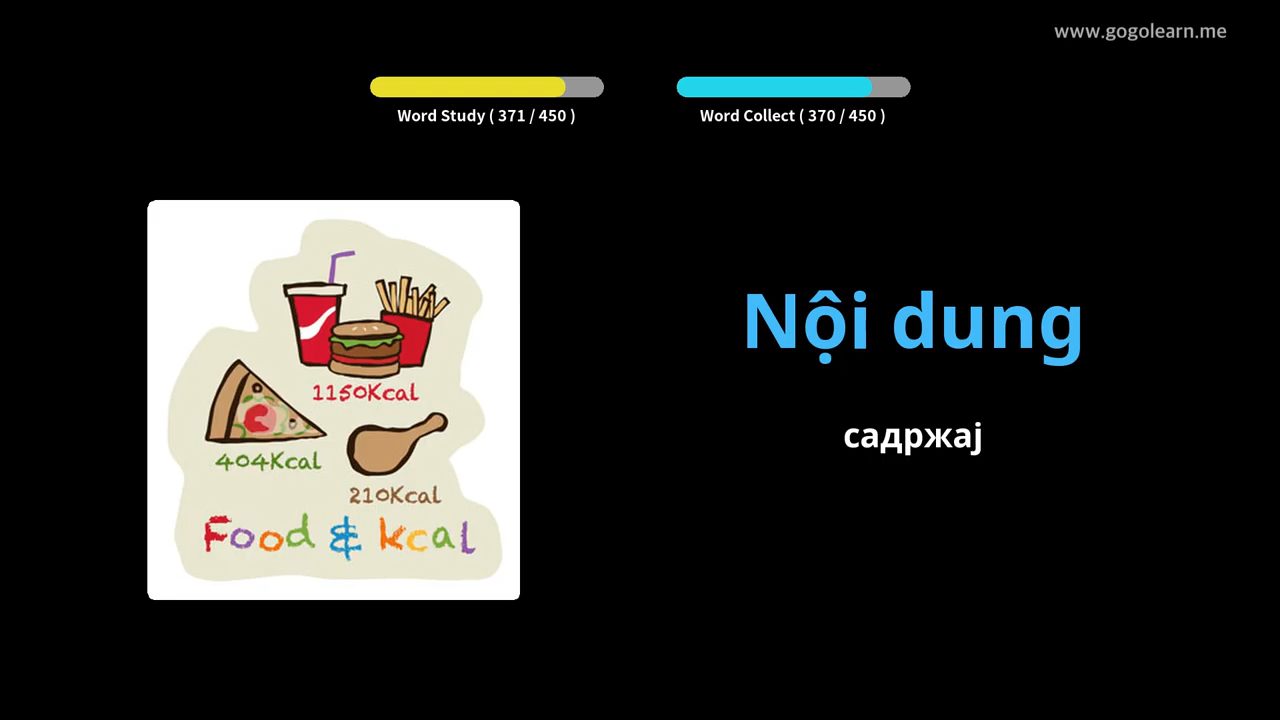 www.gogolearn.me
Word Study ( 371 / 450 )
Word Collect ( 370 / 450 )
1150Kcal
404Kcal
210Kcal
Food & kcal
Nội dung
садржај